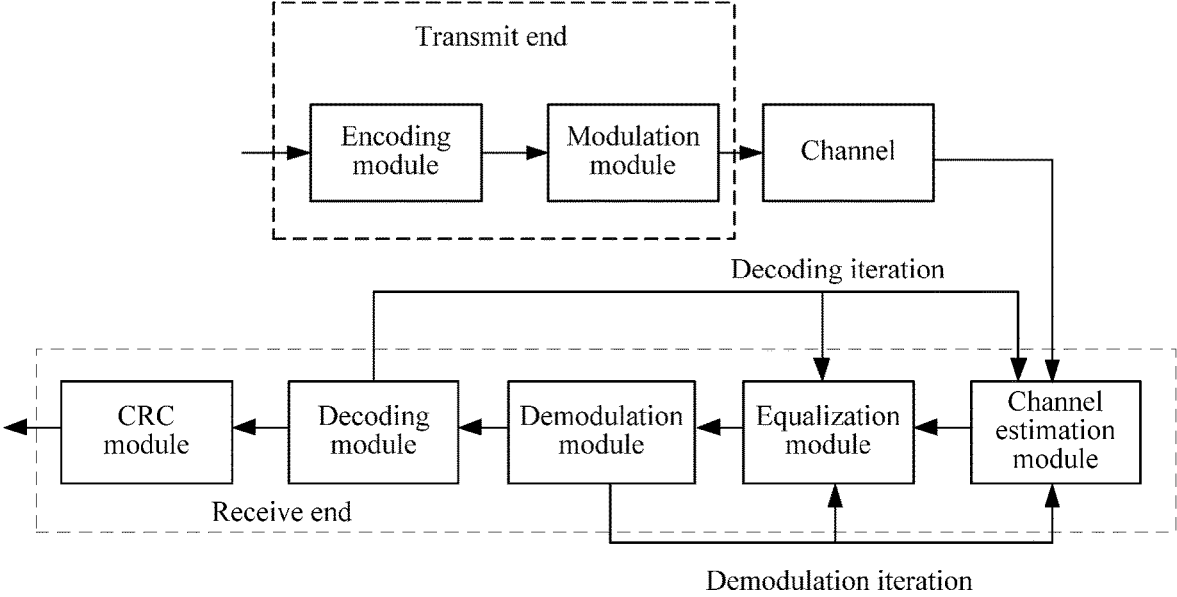 Transmit end
Encoding
module
Modulation
module
Channel
Decoding iteration
CRC
module
Decoding
module
Demodulation
module
Equalization
module
Channel
estimation
module
Receive end
Demodulation iteration